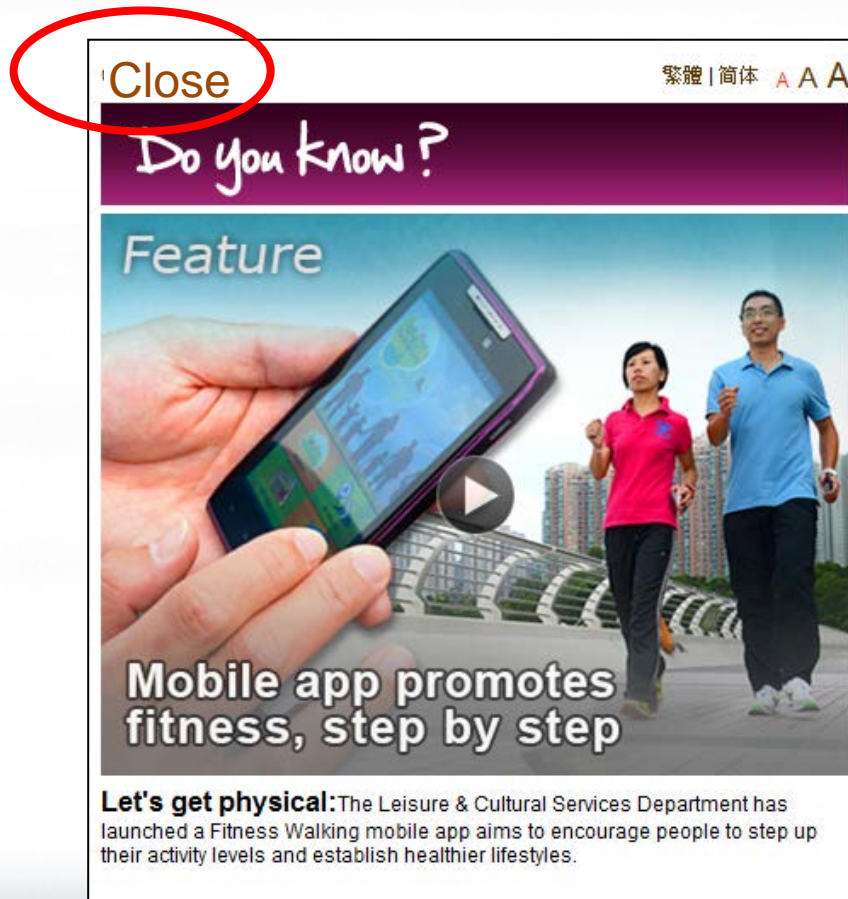 Close
繁體 | 简体 A A A
Do you know?
Feature
Mobile app promotes
fitness, step by step
Let's get physical:The Leisure & Cultural Services Department has
launched a Fitness Walking mobile app aims to encourage people to step up
their activity levels and establish healthier lifestyles.